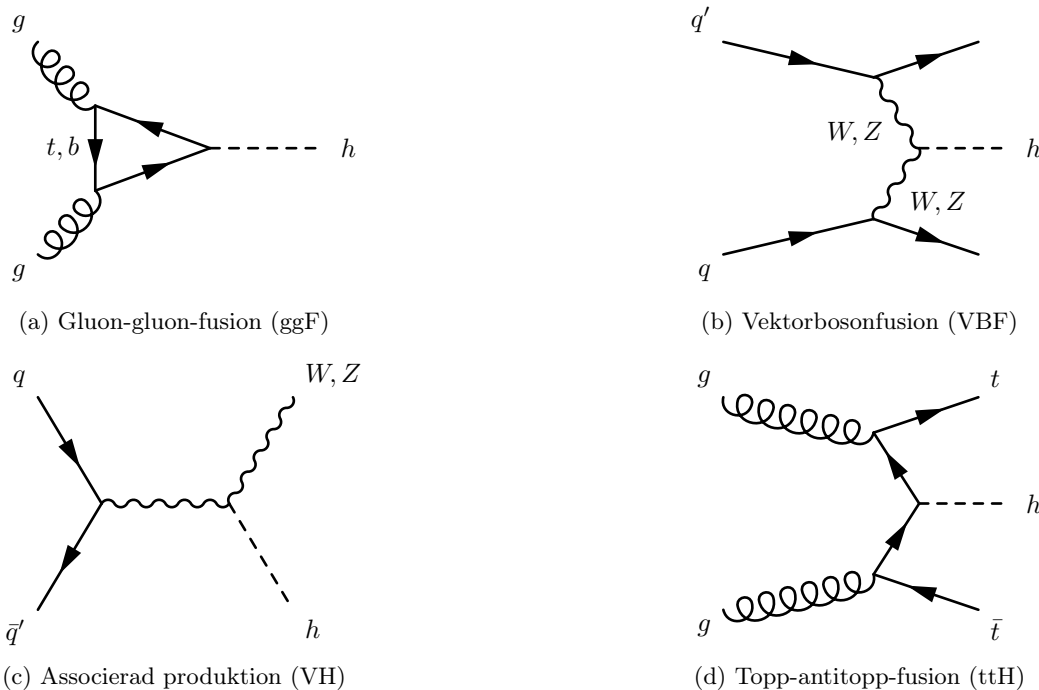 g
t, b
h
g
(a) Gluon-gluon-fusion (ggF)
q′
W, Z
h
W, Z
q
(b) Vektorbosonfusion (VBF)
q
W, Z
q̄′
h
(c) Associerad produktion (VH)
g
t
h
g
t̄
(d) Topp-antitopp-fusion (ttH)